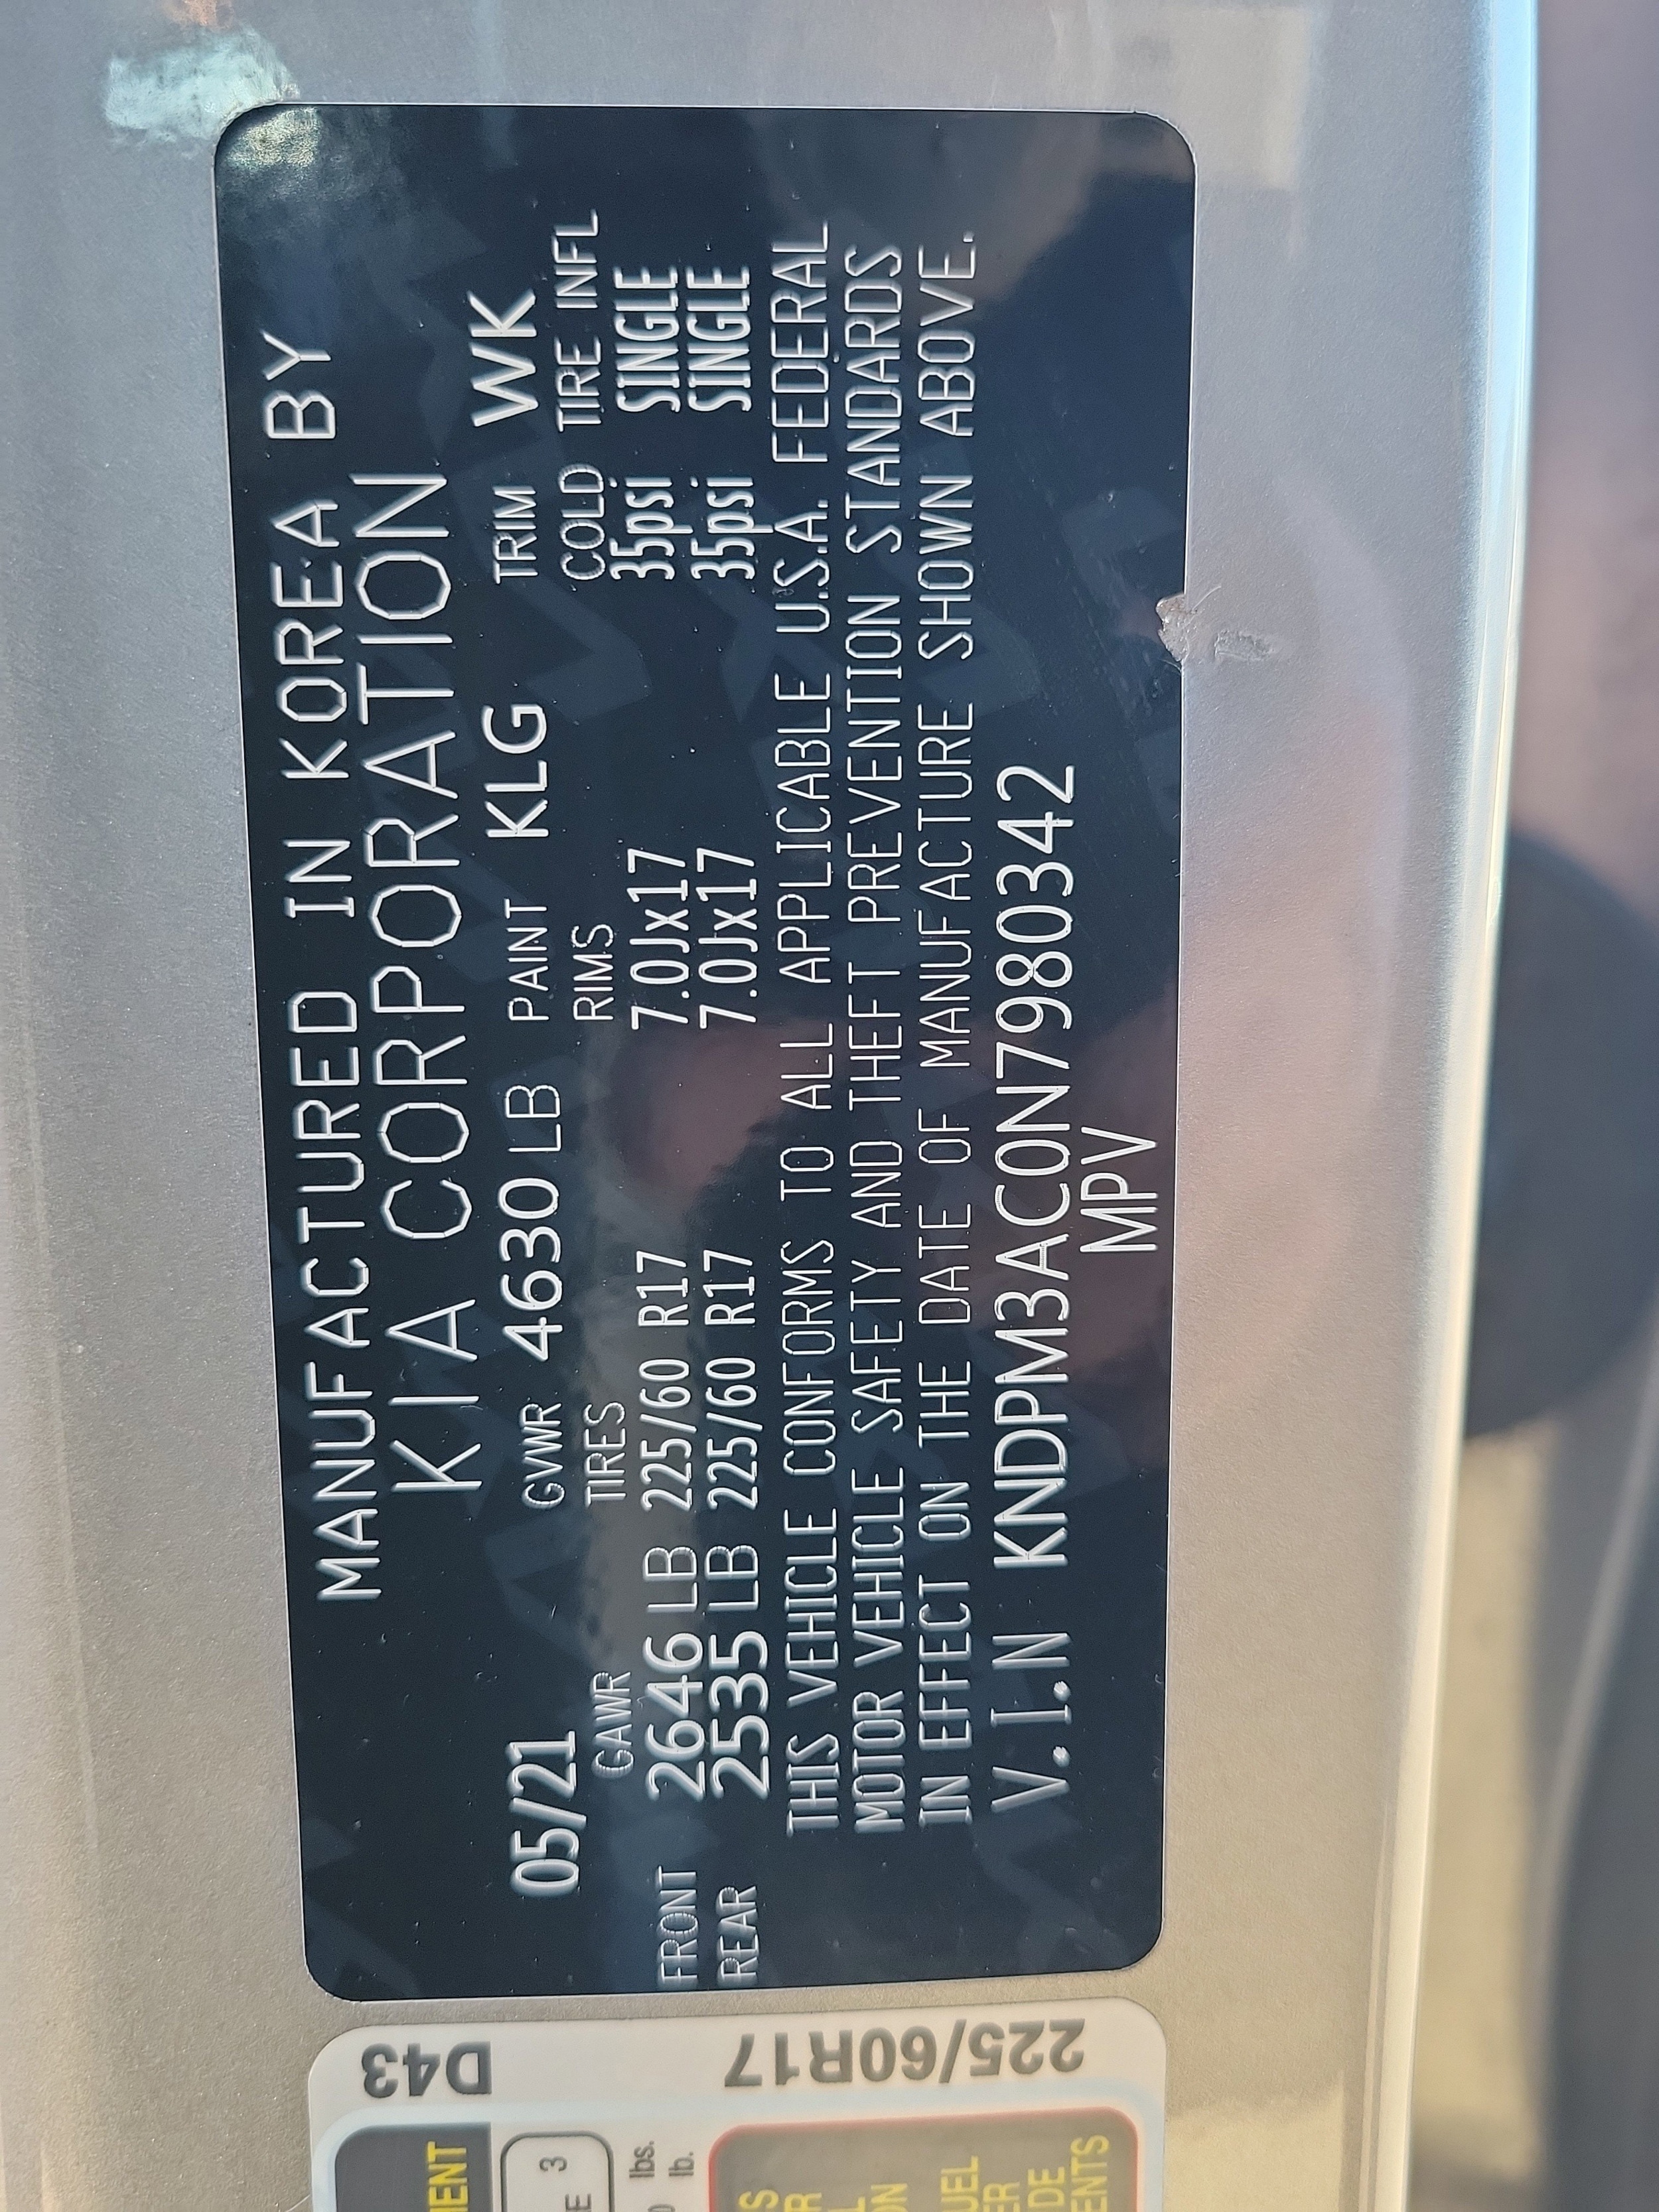 MANUFACTURED IN KOREA BY
KIA CORPORATION
05/21 GVWR 4630 LB PAINT KLG TRIM WK
GAWR TIRES RIMS COLD TIRE INFL
FRONT 2646 LB 225/60 R17 7.0Jx17 35psi SINGLE
REAR 2535 LB 225/60 R17 7.0Jx17 35psi SINGLE
THIS VEHICLE CONFORMS TO ALL APPLICABLE U.S.A. FEDERAL
MOTOR VEHICLE SAFETY AND THEFT PREVENTION STANDARDS
IN EFFECT ON THE DATE OF MANUFACTURE SHOWN ABOVE.
V.I.N KNDPM3AC0N7980342
MPV
D43
225/60R17
3
lbs.
lb.